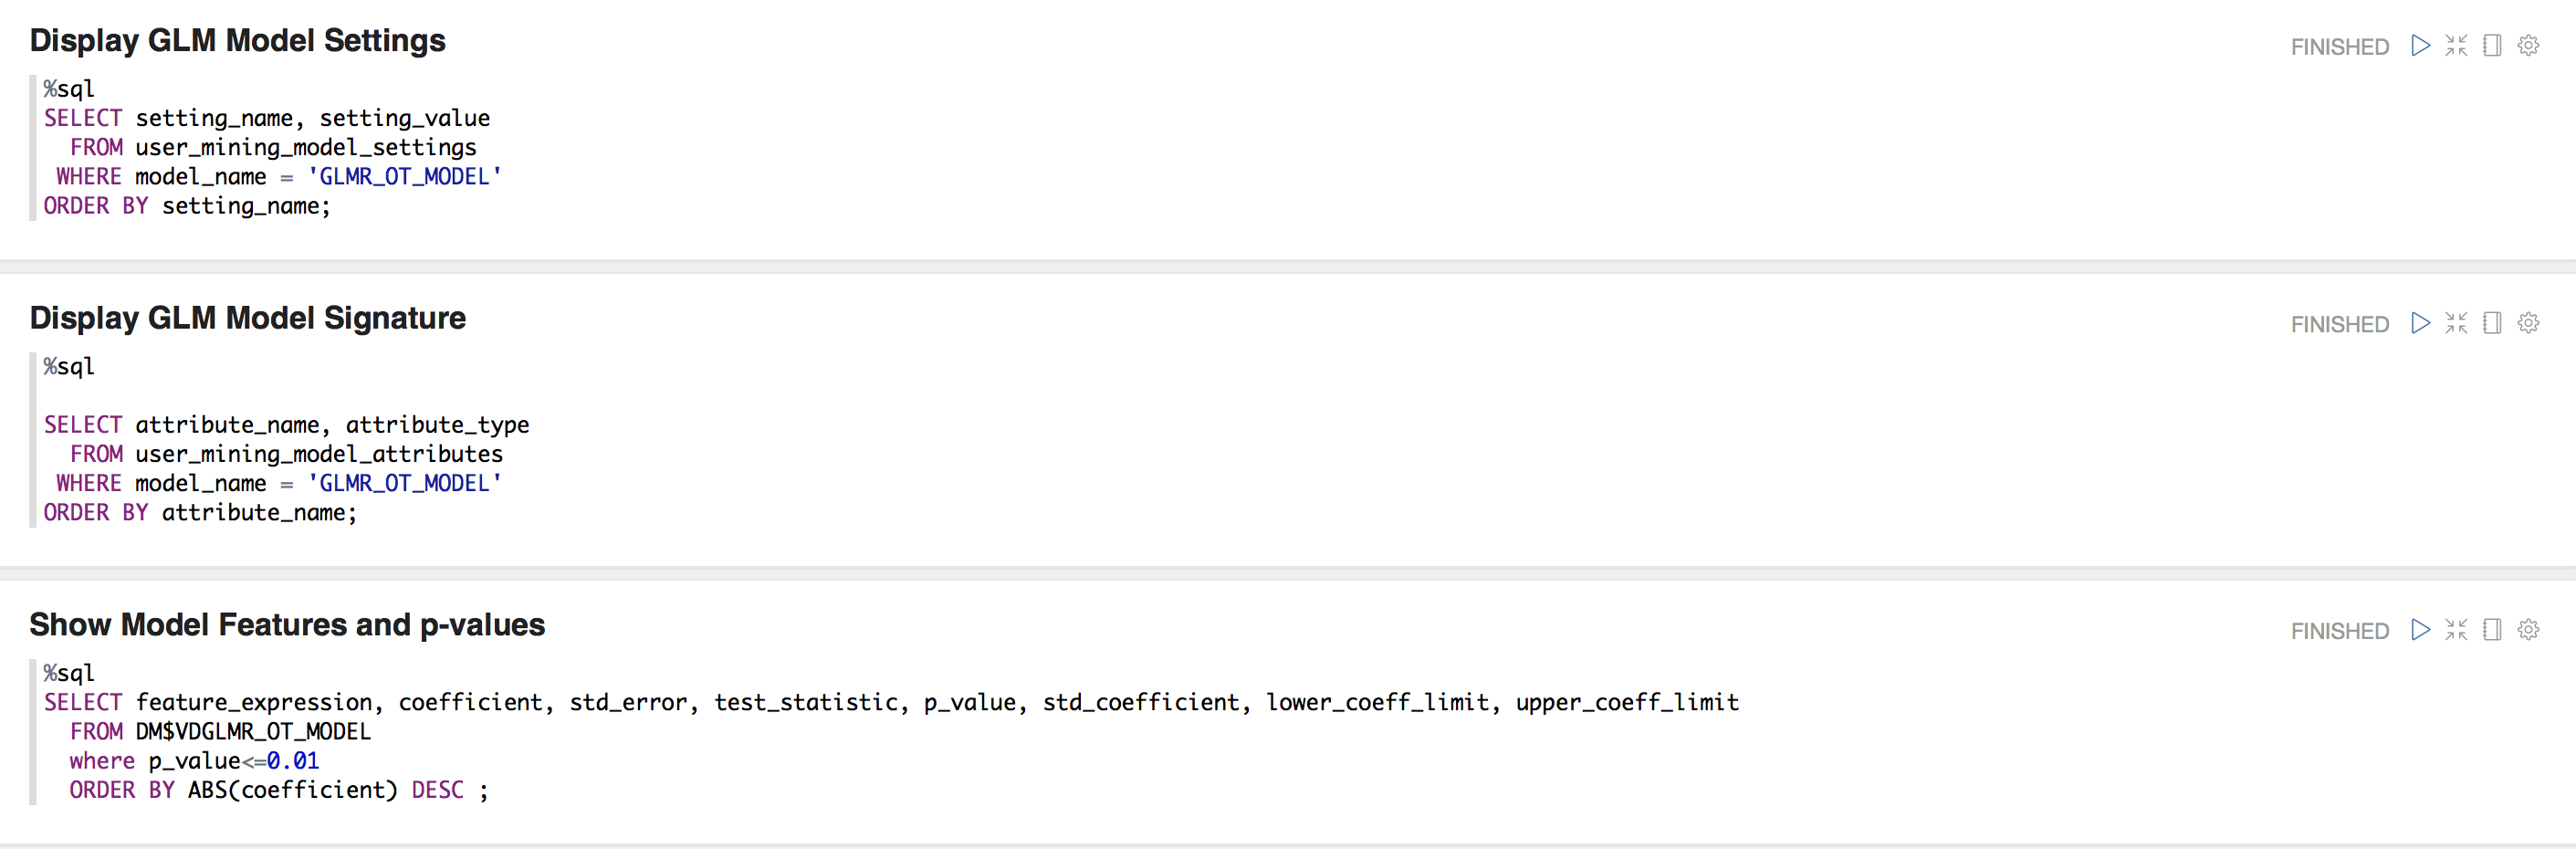 Display GLM Model Settings
FINISHED
%sql
SELECT setting_name, setting_value
FROM user_mining_model_settings
WHERE model_name = 'GLMR_OT_MODEL'
ORDER BY setting_name;
Display GLM Model Signature
FINISHED
%sql
SELECT attribute_name, attribute_type
FROM user_mining_model_attributes
WHERE model_name = 'GLMR_OT_MODEL'
ORDER BY attribute_name;
Show Model Features and p-values
FINISHED
%sql
SELECT feature_expression, coefficient, std_error, test_statistic, p_value, std_coefficient, lower_coeff_limit, upper_coeff_limit
FROM DM$VDGLMR_OT_MODEL
where p_value<=0.01
ORDER BY ABS(coefficient) DESC ;